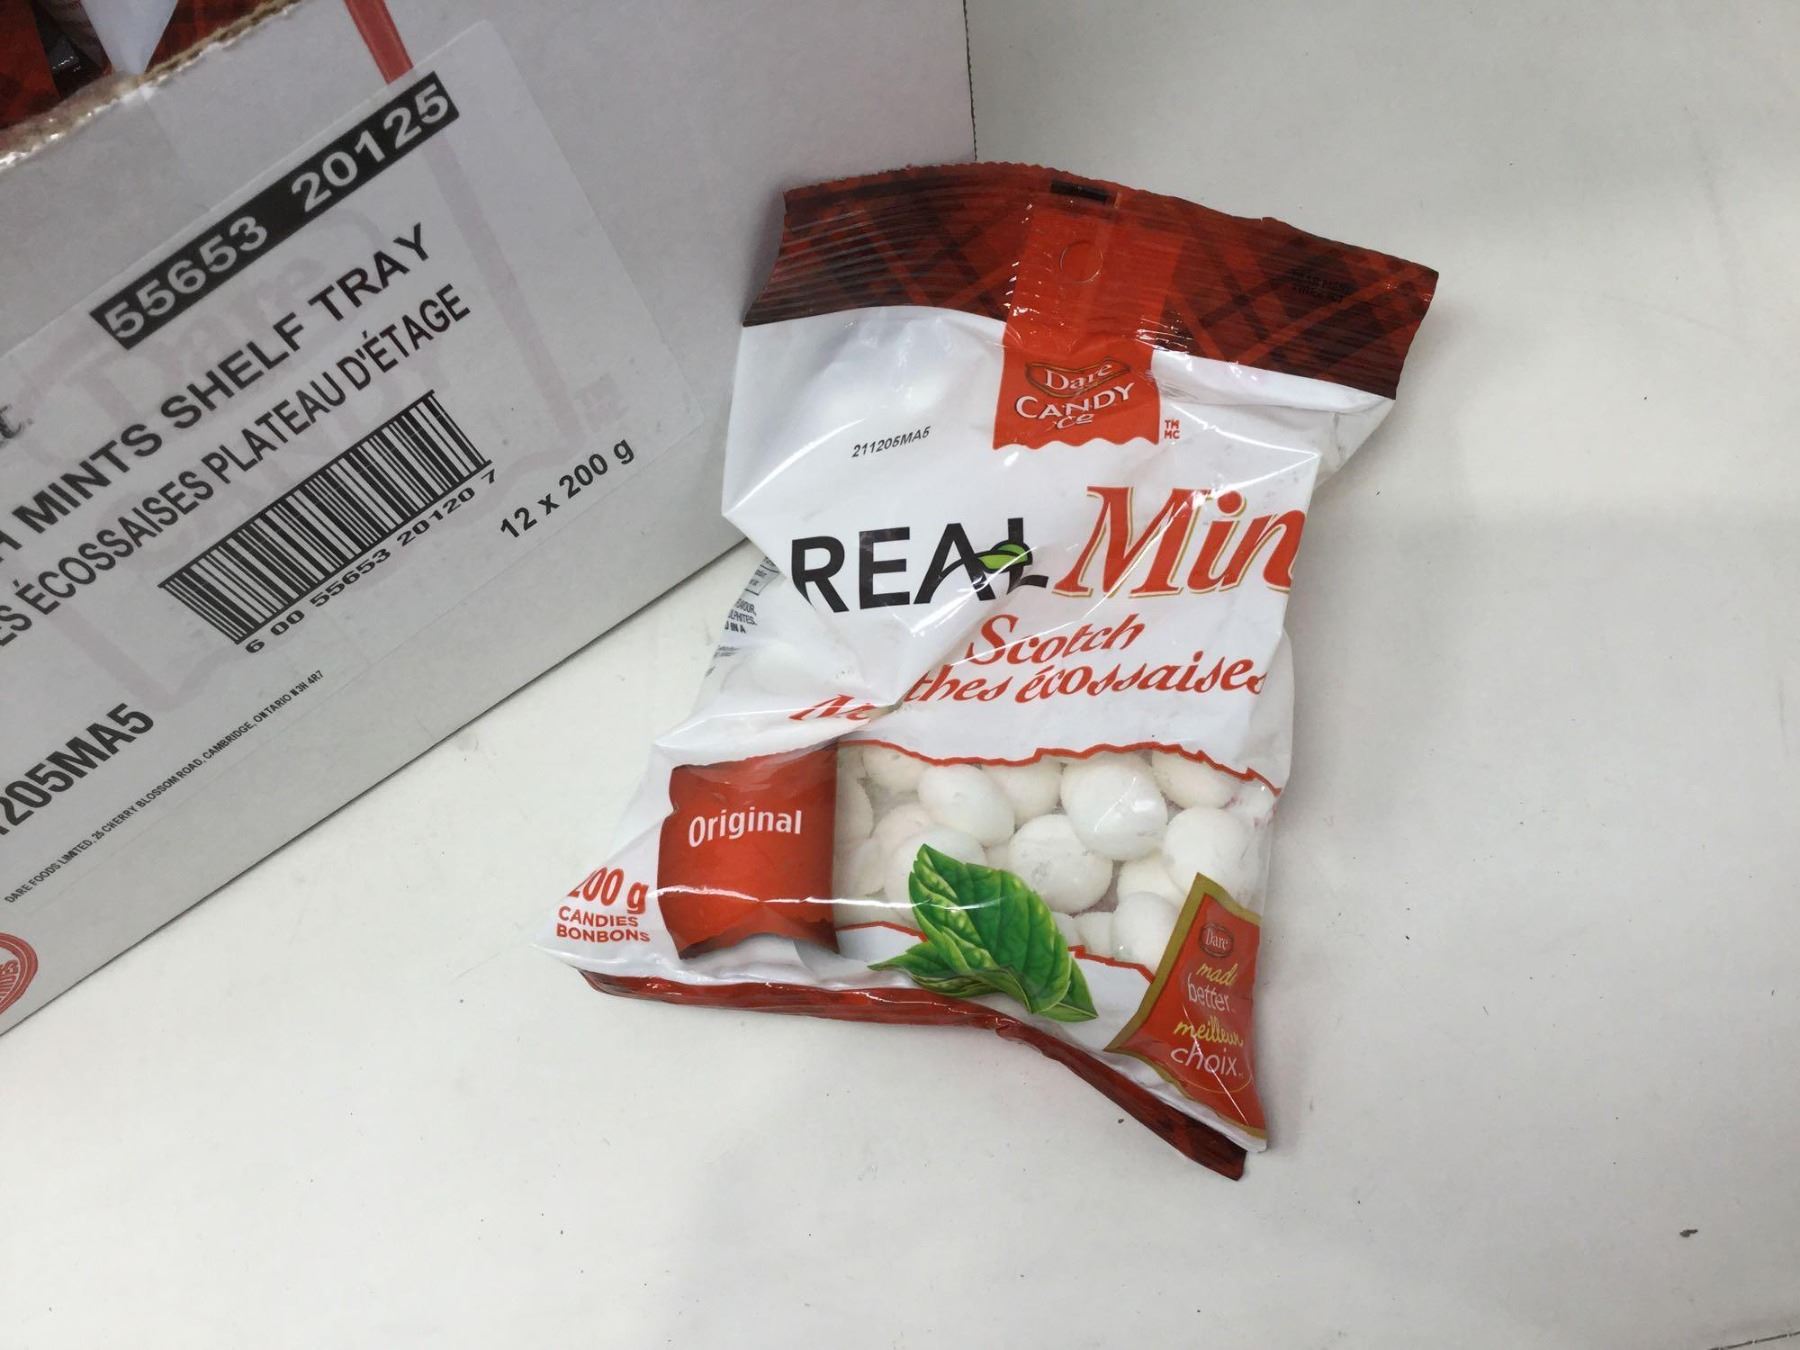 55653 20125
MINTS SHELF TRAY
ÉCOSSAISES PLATEAU D'ÉTAGE
6 00 55653 20120 7
12 x 200 g
205MA5
DARE FOODS LIMITED, 25 CHERRY BLOSSOM ROAD, CAMBRIDGE, ONTARIO N3H 4R7
Dare
CANDY
TM
MC
211205MA5
REAL Min
Scotch
thes écossaises
Original
200 g
CANDIES
BONBONS
Dare
made
better
meilleur
choix